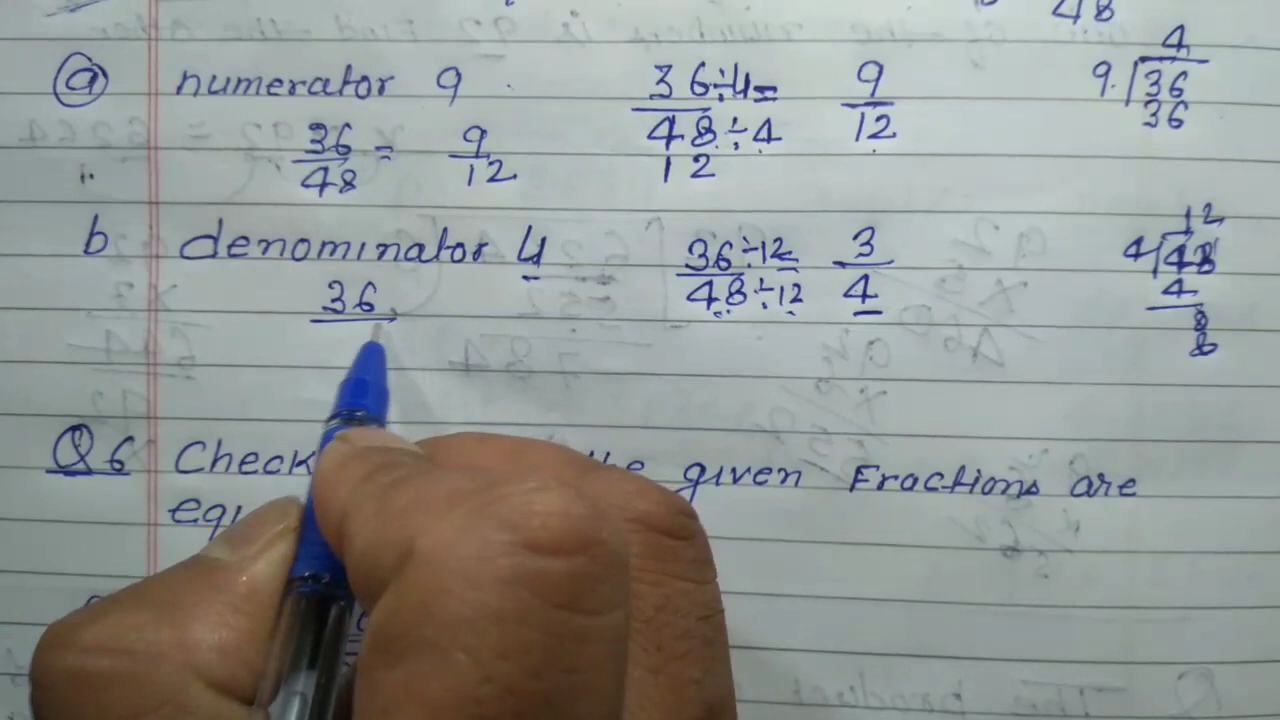 48
4
ⓐ numerator 9 36÷4= 9 9)36
48÷4 12 36
36 = 9 12
48 12
12
b denominator 4 36÷12 3 4)48
36 48÷12 4 4
8
8
Q6 Check the given Fractions are